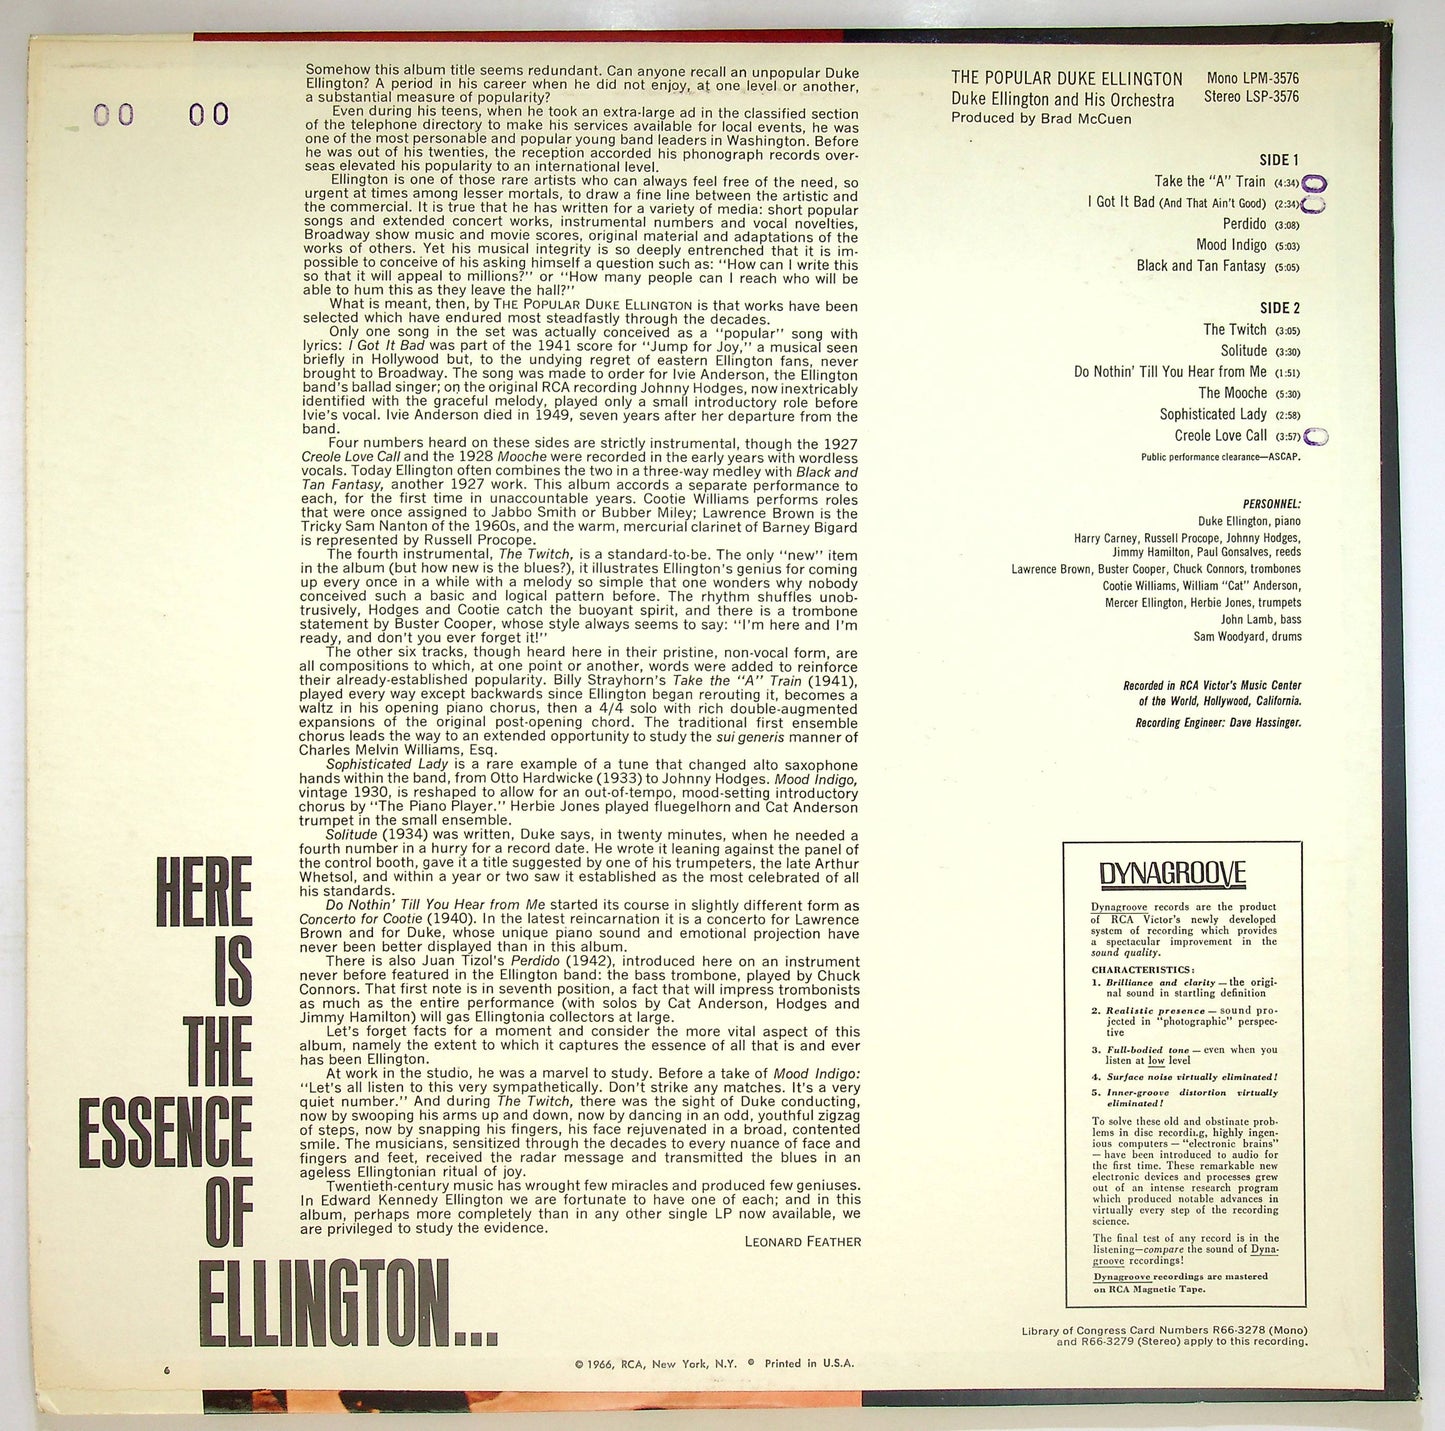 00 00
Somehow this album title seems redundant. Can anyone recall an unpopular Duke
Ellington? A period in his career when he did not enjoy, at one level or another,
a substantial measure of popularity?
Even during his teens, when he took an extra-large ad in the classified section
of the telephone directory to make his services available for local events, he was
one of the most personable and popular young band leaders in Washington. Before
he was out of his twenties, the reception accorded his phonograph records over-
seas elevated his popularity to an international level.
Ellington is one of those rare artists who can always feel free of the need, so
urgent at times among lesser mortals, to draw a fine line between the artistic and
the commercial. It is true that he has written for a variety of media: short popular
songs and extended concert works, instrumental numbers and vocal novelties,
Broadway show music and movie scores, original material and adaptations of the
works of others. Yet his musical integrity is so deeply entrenched that it is im-
possible to conceive of his asking himself a question such as: "How can I write this
so that it will appeal to millions?" or "How many people can I reach who will be
able to hum this as they leave the hall?"
What is meant, then, by THE POPULAR DUKE ELLINGTON is that works have been
selected which have endured most steadfastly through the decades.
Only one song in the set was actually conceived as a "popular" song with
lyrics: I Got It Bad was part of the 1941 score for "Jump for Joy," a musical seen
briefly in Hollywood but, to the undying regret of eastern Ellington fans, never
brought to Broadway. The song was made to order for Ivie Anderson, the Ellington
band's ballad singer; on the original RCA recording Johnny Hodges, now inextricably
identified with the graceful melody, played only a small introductory role before
Ivie's vocal. Ivie Anderson died in 1949, seven years after her departure from the
band.
Four numbers heard on these sides are strictly instrumental, though the 1927
Creole Love Call and the 1928 Mooche were recorded in the early years with wordless
vocals. Today Ellington often combines the two in a three-way medley with Black and
Tan Fantasy, another 1927 work. This album accords a separate performance to
each, for the first time in unaccountable years. Cootie Williams performs roles
that were once assigned to Jabbo Smith or Bubber Miley; Lawrence Brown is the
Tricky Sam Nanton of the 1960s, and the warm, mercurial clarinet of Barney Bigard
is represented by Russell Procope.
The fourth instrumental, The Twitch, is a standard-to-be. The only "new" item
in the album (but how new is the blues?), it illustrates Ellington's genius for coming
up every once in a while with a melody so simple that one wonders why nobody
conceived such a basic and logical pattern before. The rhythm shuffles unob-
trusively, Hodges and Cootie catch the buoyant spirit, and there is a trombone
statement by Buster Cooper, whose style always seems to say: "I'm here and I'm
ready, and don't you ever forget it!"
The other six tracks, though heard here in their pristine, non-vocal form, are
all compositions to which, at one point or another, words were added to reinforce
their already-established popularity. Billy Strayhorn's Take the "A" Train (1941),
played every way except backwards since Ellington began rerouting it, becomes a
waltz in his opening piano chorus, then a 4/4 solo with rich double-augmented
expansions of the original post-opening chord. The traditional first ensemble
chorus leads the way to an extended opportunity to study the sui generis manner of
Charles Melvin Williams, Esq.
Sophisticated Lady is a rare example of a tune that changed alto saxophone
hands within the band, from Otto Hardwicke (1933) to Johnny Hodges. Mood Indigo,
vintage 1930, is reshaped to allow for an out-of-tempo, mood-setting introductory
chorus by "The Piano Player." Herbie Jones played fluegelhorn and Cat Anderson
trumpet in the small ensemble.
Solitude (1934) was written, Duke says, in twenty minutes, when he needed a
fourth number in a hurry for a record date. He wrote it leaning against the panel of
the control booth, gave it a title suggested by one of his trumpeters, the late Arthur
Whetsol, and within a year or two saw it established as the most celebrated of all
his standards.
Do Nothin' Till You Hear from Me started its course in slightly different form as
Concerto for Cootie (1940). In the latest reincarnation it is a concerto for Lawrence
Brown and for Duke, whose unique piano sound and emotional projection have
never been better displayed than in this album.
There is also Juan Tizol's Perdido (1942), introduced here on an instrument
never before featured in the Ellington band: the bass trombone, played by Chuck
Connors. That first note is in seventh position, a fact that will impress trombonists
as much as the entire performance (with solos by Cat Anderson, Hodges and
Jimmy Hamilton) will gas Ellingtonia collectors at large.
Let's forget facts for a moment and consider the more vital aspect of this
album, namely the extent to which it captures the essence of all that is and ever
has been Ellington.
At work in the studio, he was a marvel to study. Before a take of Mood Indigo:
"Let's all listen to this very sympathetically. Don't strike any matches. It's a very
quiet number." And during The Twitch, there was the sight of Duke conducting,
now by swooping his arms up and down, now by dancing in an odd, youthful zigzag
of steps, now by snapping his fingers, his face rejuvenated in a broad, contented
smile. The musicians, sensitized through the decades to every nuance of face and
fingers and feet, received the radar message and transmitted the blues in an
ageless Ellingtonian ritual of joy.
Twentieth-century music has wrought few miracles and produced few geniuses.
In Edward Kennedy Ellington we are fortunate to have one of each; and in this
album, perhaps more completely than in any other single LP now available, we
are privileged to study the evidence.
LEONARD FEATHER
HERE
IS
THE
ESSENCE
OF
ELLINGTON...
THE POPULAR DUKE ELLINGTON Mono LPM-3576
Duke Ellington and His Orchestra Stereo LSP-3576
Produced by Brad McCuen
SIDE 1
Take the "A" Train (4:34)
I Got It Bad (And That Ain't Good) (2:34)
Perdido (3:08)
Mood Indigo (5:03)
Black and Tan Fantasy (5:05)
SIDE 2
The Twitch (3:05)
Solitude (3:30)
Do Nothin' Till You Hear from Me (1:51)
The Mooche (5:30)
Sophisticated Lady (2:58)
Creole Love Call (3:57)
Public performance clearance—ASCAP.
PERSONNEL:
Duke Ellington, piano
Harry Carney, Russell Procope, Johnny Hodges,
Jimmy Hamilton, Paul Gonsalves, reeds
Lawrence Brown, Buster Cooper, Chuck Connors, trombones
Cootie Williams, William "Cat" Anderson,
Mercer Ellington, Herbie Jones, trumpets
John Lamb, bass
Sam Woodyard, drums
Recorded in RCA Victor's Music Center
of the World, Hollywood, California.
Recording Engineer: Dave Hassinger.
DYNAGROOVE
Dynagroove records are the product
of RCA Victor's newly developed
system of recording which provides
a spectacular improvement in the
sound quality.
CHARACTERISTICS:
1. Brilliance and clarity — the origi-
nal sound in startling definition
2. Realistic presence — sound pro-
jected in "photographic" perspec-
tive
3. Full-bodied tone — even when you
listen at low level
4. Surface noise virtually eliminated!
5. Inner-groove distortion virtually
eliminated!
To solve these old and obstinate prob-
lems in disc recording, highly ingen-
ious computers — "electronic brains"
— have been introduced to audio for
the first time. These remarkable new
electronic devices and processes grew
out of an intense research program
which produced notable advances in
virtually every step of the recording
science.
The final test of any record is in the
listening—compare the sound of Dyna-
groove recordings!
Dynagroove recordings are mastered
on RCA Magnetic Tape.
Library of Congress Card Numbers R66-3278 (Mono)
and R66-3279 (Stereo) apply to this recording.
6
© 1966, RCA, New York, N.Y. ® Printed in U.S.A.